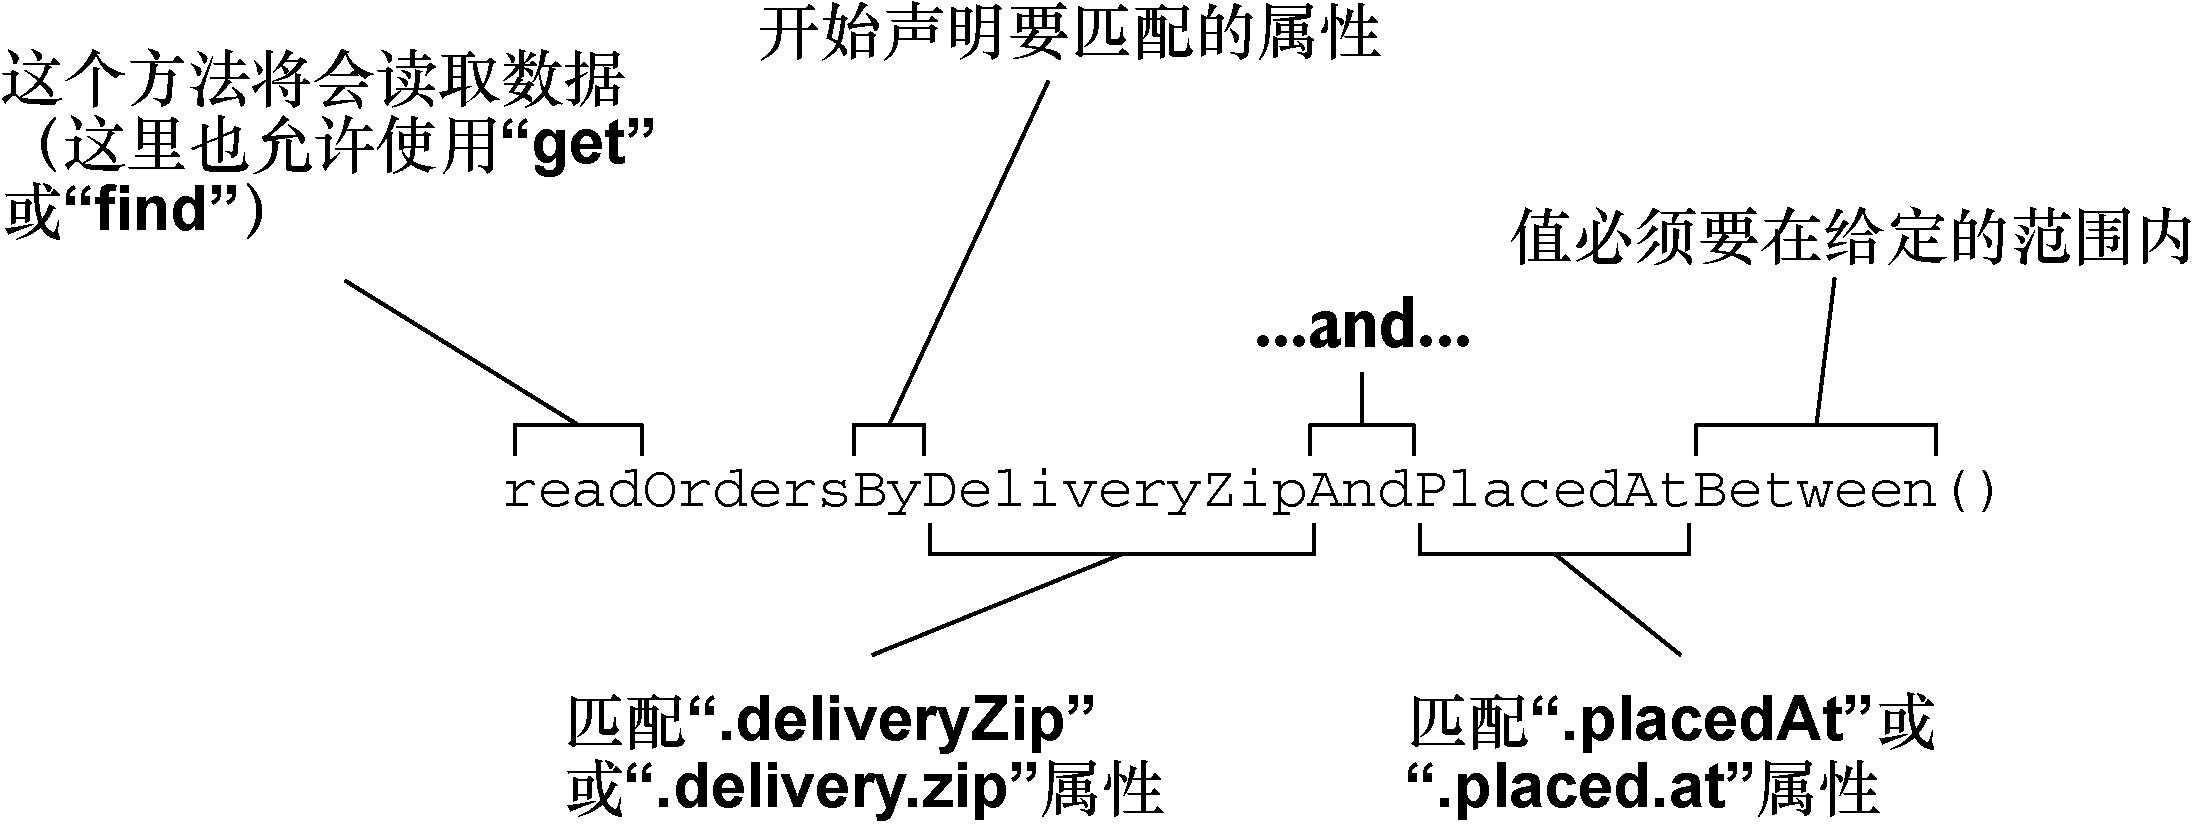 开始声明要匹配的属性
这个方法将会读取数据
（这里也允许使用“get”
或“find”）
值必须要在给定的范围内
...and...
readOrdersByDeliveryZipAndPlacedAtBetween()
匹配“.deliveryZip”
或“.delivery.zip”属性
匹配“.placedAt”或
“.placed.at”属性